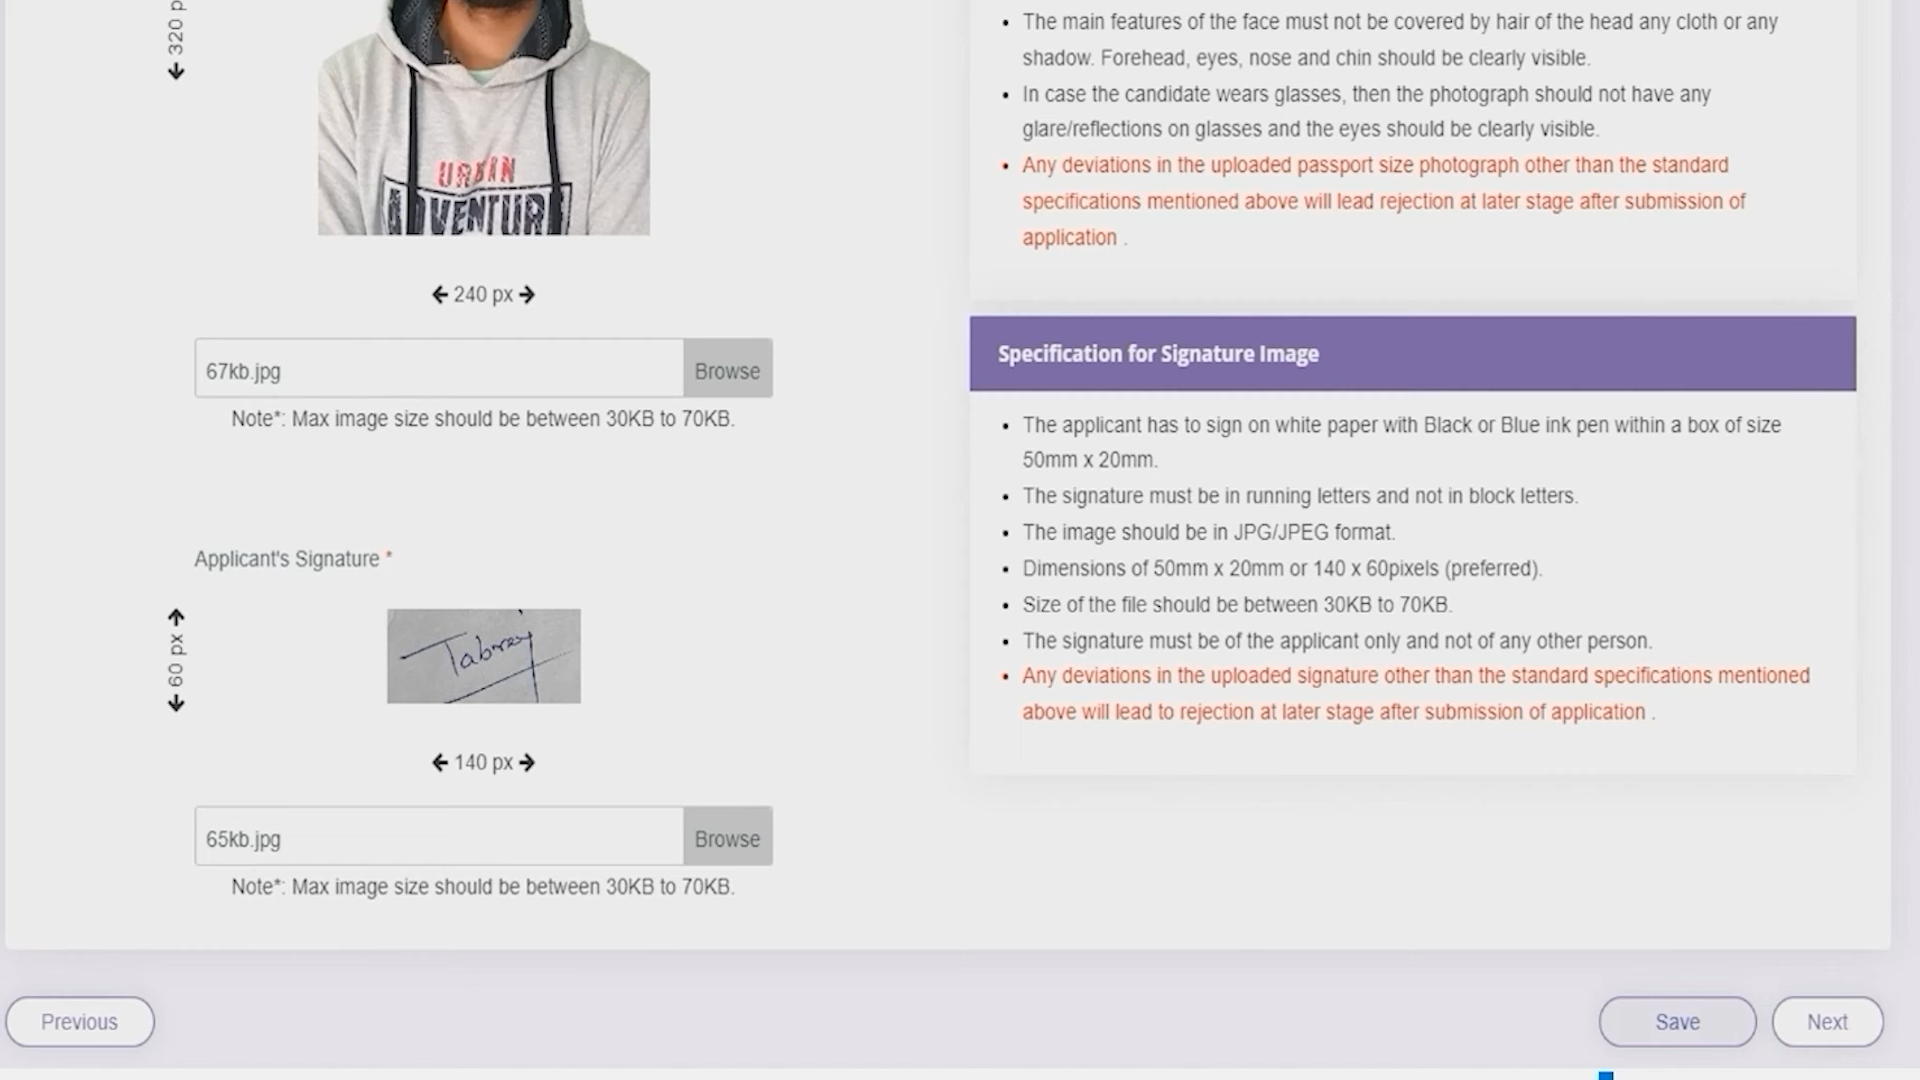 320 p
URBAN
ADVENTUR
240 px
67kb.jpg
Browse
Note*: Max image size should be between 30KB to 70KB.
Applicant's Signature *
60 px
Tabrej
140 px
65kb.jpg
Browse
Note*: Max image size should be between 30KB to 70KB.
• The main features of the face must not be covered by hair of the head any cloth or any
shadow. Forehead, eyes, nose and chin should be clearly visible.
• In case the candidate wears glasses, then the photograph should not have any
glare/reflections on glasses and the eyes should be clearly visible.
• Any deviations in the uploaded passport size photograph other than the standard
specifications mentioned above will lead rejection at later stage after submission of
application .
Specification for Signature Image
• The applicant has to sign on white paper with Black or Blue ink pen within a box of size
50mm x 20mm.
• The signature must be in running letters and not in block letters.
• The image should be in JPG/JPEG format.
• Dimensions of 50mm x 20mm or 140 x 60pixels (preferred).
• Size of the file should be between 30KB to 70KB.
• The signature must be of the applicant only and not of any other person.
• Any deviations in the uploaded signature other than the standard specifications mentioned
above will lead to rejection at later stage after submission of application .
Previous
Save
Next